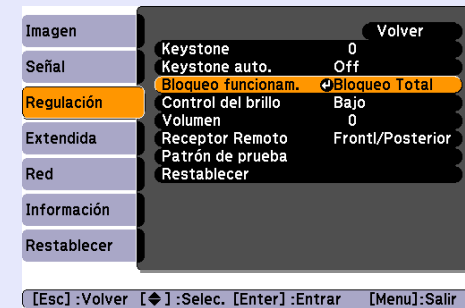 Imagen
Señal
Regulación
Extendida
Red
Información
Restablecer
Volver
Keystone 0
Keystone auto. Off
Bloqueo funcionam. Bloqueo Total
Control del brillo Bajo
Volumen 0
Receptor Remoto Frontl/Posterior
Patrón de prueba
Restablecer
[Esc] :Volver [◆] :Selec. [Enter] :Entrar [Menu]:Salir